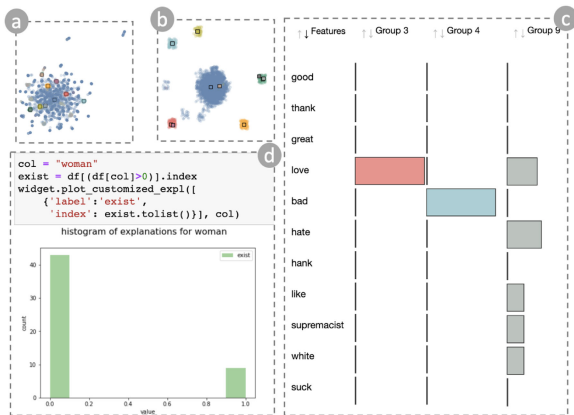 a
b
c
↑↓ Features ↑↓ Group 3 ↑↓ Group 4 ↑↓ Group 9
good
thank
great
love
bad
hate
hank
like
supremacist
white
suck
d
col = "woman"
exist = df[(df[col]>0)].index
widget.plot_customized_expl([
{'label':'exist',
'index': exist.tolist()}], col)
histogram of explanations for woman
exist
count
40
30
20
10
0
0.0 0.2 0.4 0.6 0.8 1.0
value